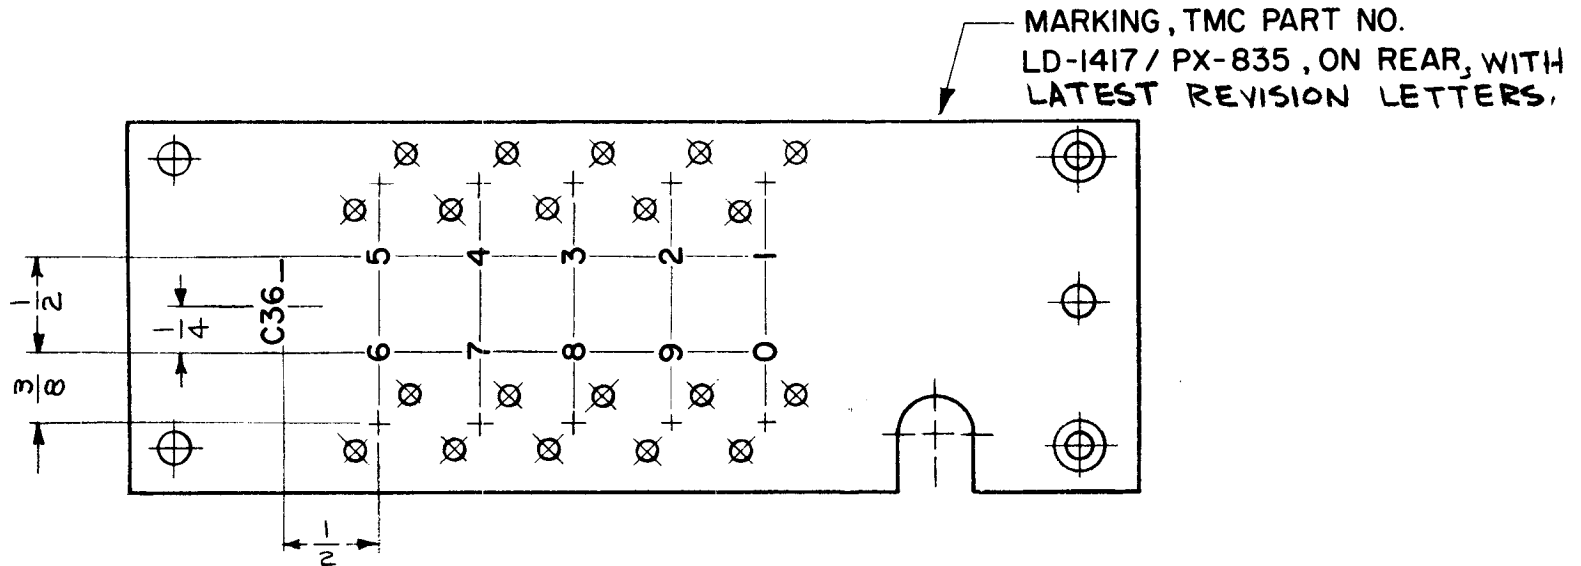 MARKING, TMC PART NO.
LD-1417 / PX-835, ON REAR, WITH
LATEST REVISION LETTERS.
5 4 3 2 1
C36_
1/2
1/4
6 7 8 9 0
3/8
1/2